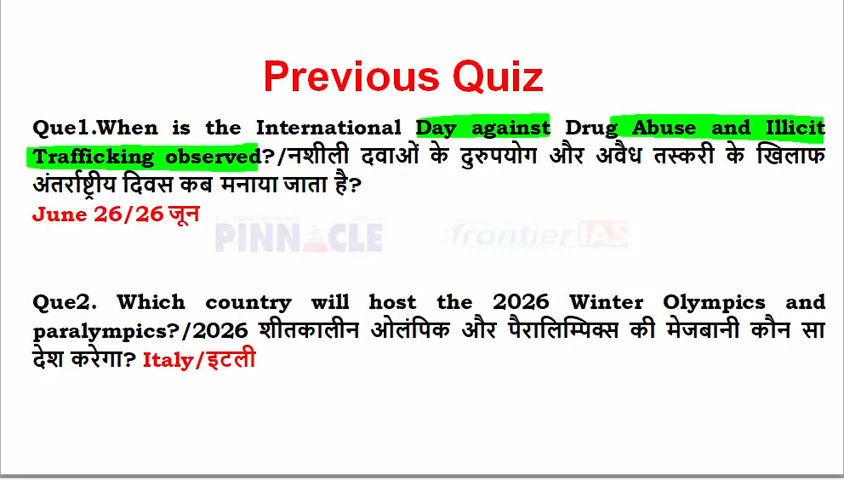 Previous Quiz
Que1.When is the International Day against Drug Abuse and Illicit
Trafficking observed?/नशीली दवाओं के दुरुपयोग और अवैध तस्करी के खिलाफ
अंतर्राष्ट्रीय दिवस कब मनाया जाता है?
June 26/26 जून
PINNACLE frontierIAS
Que2. Which country will host the 2026 Winter Olympics and
paralympics?/2026 शीतकालीन ओलंपिक और पैरालिम्पिक्स की मेजबानी कौन सा
देश करेगा? Italy/इटली